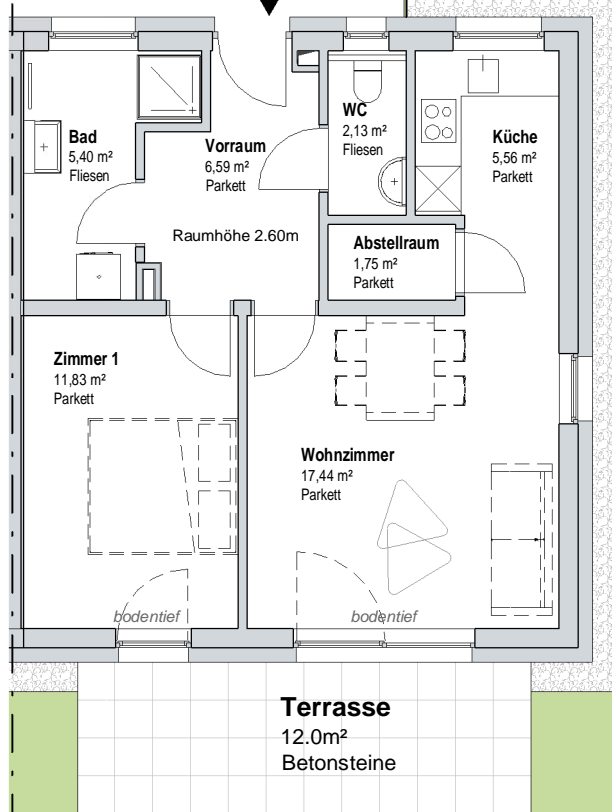 Bad
5,40 m²
Fliesen
Vorraum
6,59 m²
Parkett
WC
2,13 m²
Fliesen
Küche
5,56 m²
Parkett
Raumhöhe 2.60m
Abstellraum
1,75 m²
Parkett
Zimmer 1
11,83 m²
Parkett
Wohnzimmer
17,44 m²
Parkett
bodentief
bodentief
Terrasse
12.0m²
Betonsteine